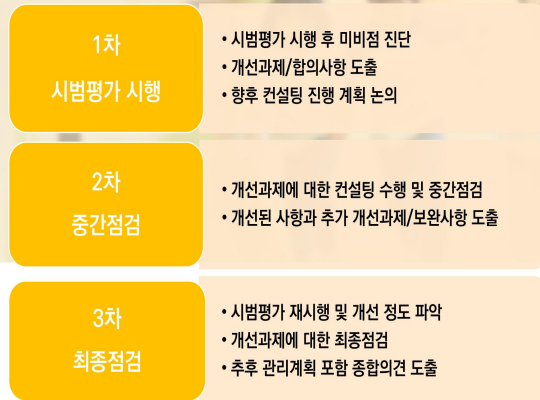 1차
시범평가 시행
• 시범평가 시행 후 미비점 진단
• 개선과제/합의사항 도출
• 향후 컨설팅 진행 계획 논의
2차
중간점검
• 개선과제에 대한 컨설팅 수행 및 중간점검
• 개선된 사항과 추가 개선과제/보완사항 도출
3차
최종점검
• 시범평가 재시행 및 개선 정도 파악
• 개선과제에 대한 최종점검
• 추후 관리계획 포함 종합의견 도출